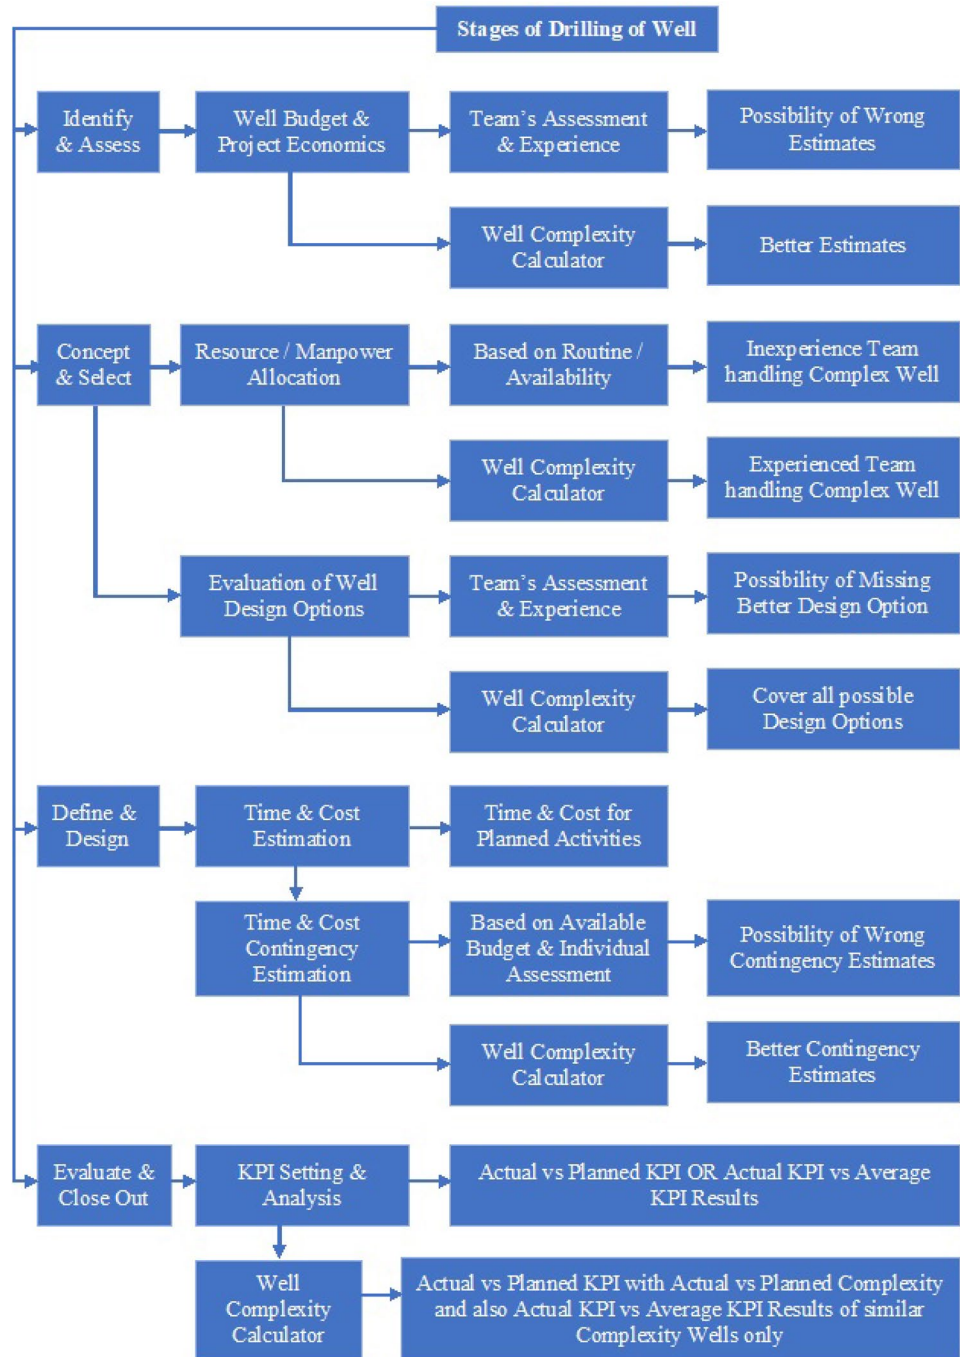 Stages of Drilling of Well
Identify
& Assess
Well Budget &
Project Economics
Team's Assessment
& Experience
Possibility of Wrong
Estimates
Well Complexity
Calculator
Better Estimates
Concept
& Select
Resource / Manpower
Allocation
Based on Routine /
Availability
Inexperience Team
handling Complex Well
Well Complexity
Calculator
Experienced Team
handling Complex Well
Evaluation of Well
Design Options
Team's Assessment
& Experience
Possibility of Missing
Better Design Option
Well Complexity
Calculator
Cover all possible
Design Options
Define &
Design
Time & Cost
Estimation
Time & Cost for
Planned Activities
Time & Cost
Contingency
Estimation
Based on Available
Budget & Individual
Assessment
Possibility of Wrong
Contingency Estimates
Well Complexity
Calculator
Better Contingency
Estimates
Evaluate &
Close Out
KPI Setting &
Analysis
Actual vs Planned KPI OR Actual KPI vs Average
KPI Results
Well
Complexity
Calculator
Actual vs Planned KPI with Actual vs Planned Complexity
and also Actual KPI vs Average KPI Results of similar
Complexity Wells only